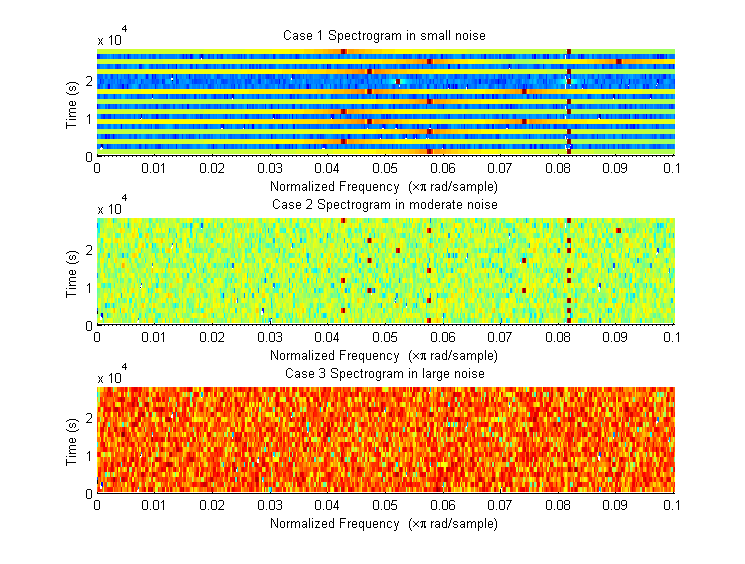 Case 1 Spectrogram in small noise
x 10^4
Time (s)
2
1
0
0 0.01 0.02 0.03 0.04 0.05 0.06 0.07 0.08 0.09 0.1
Normalized Frequency (×π rad/sample)
Case 2 Spectrogram in moderate noise
x 10^4
Time (s)
2
1
0
0 0.01 0.02 0.03 0.04 0.05 0.06 0.07 0.08 0.09 0.1
Normalized Frequency (×π rad/sample)
Case 3 Spectrogram in large noise
x 10^4
Time (s)
2
1
0
0 0.01 0.02 0.03 0.04 0.05 0.06 0.07 0.08 0.09 0.1
Normalized Frequency (×π rad/sample)